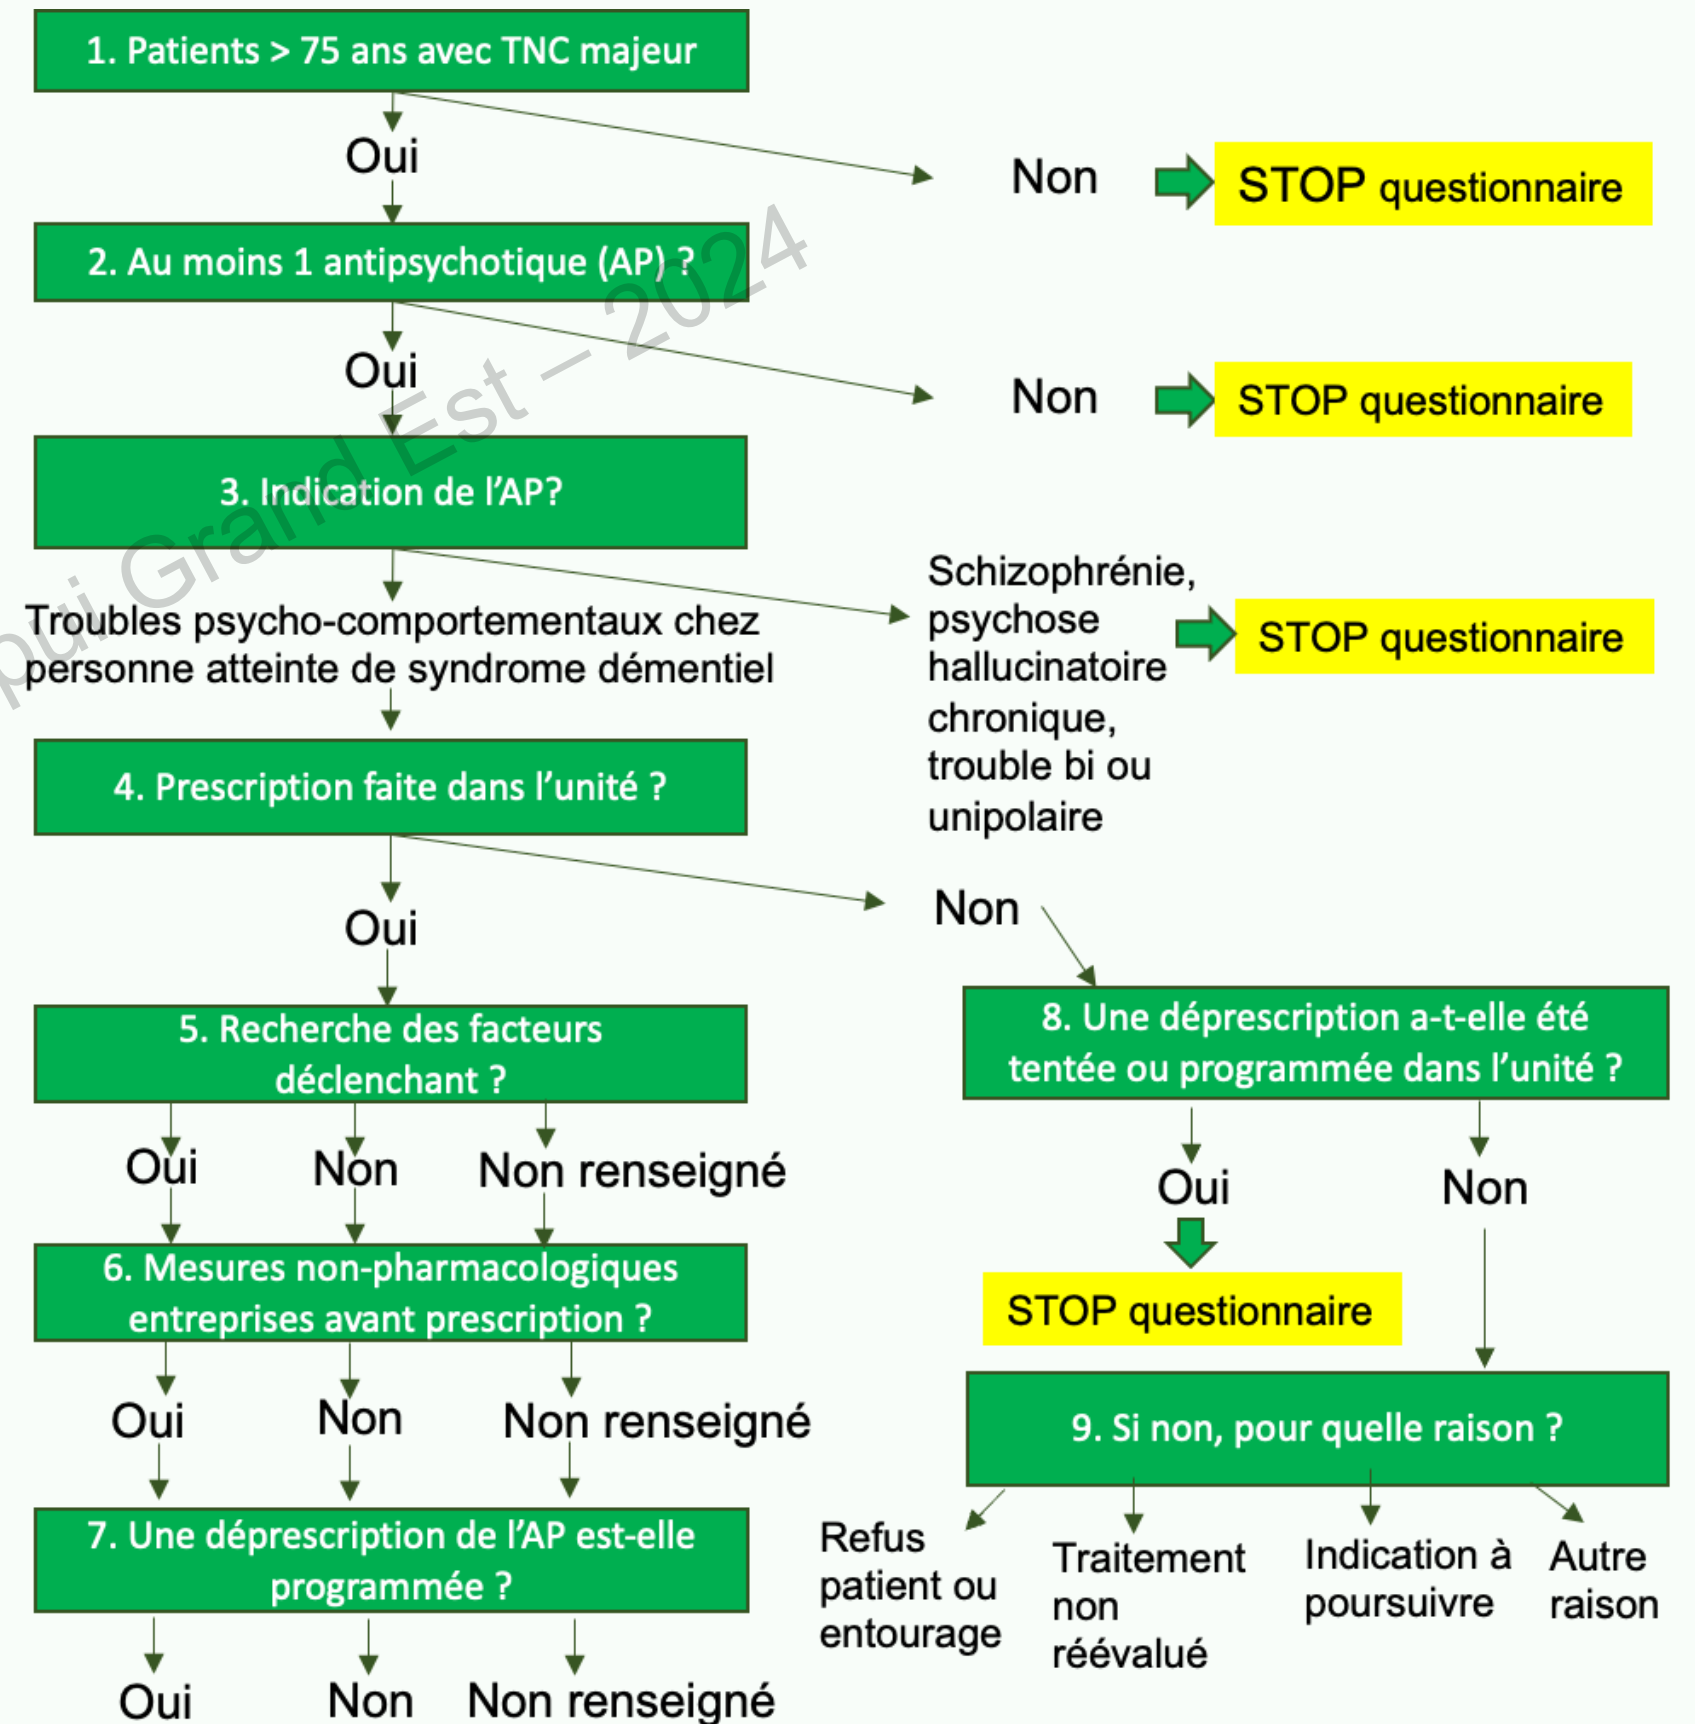 1. Patients > 75 ans avec TNC majeur
Oui
Non
STOP questionnaire
2. Au moins 1 antipsychotique (AP) ?
Oui
Non
STOP questionnaire
3. Indication de l'AP?
Troubles psycho-comportementaux chez
personne atteinte de syndrome démentiel
Schizophrénie,
psychose
hallucinatoire
chronique,
trouble bi ou
unipolaire
STOP questionnaire
4. Prescription faite dans l'unité ?
Oui
Non
5. Recherche des facteurs
déclenchant ?
Oui
Non
Non renseigné
6. Mesures non-pharmacologiques
entreprises avant prescription ?
Oui
Non
Non renseigné
7. Une déprescription de l'AP est-elle
programmée ?
Oui
Non
Non renseigné
8. Une déprescription a-t-elle été
tentée ou programmée dans l'unité ?
Oui
Non
STOP questionnaire
9. Si non, pour quelle raison ?
Refus
patient ou
entourage
Traitement
non
réévalué
Indication à
poursuivre
Autre
raison
Grand Est – 2024